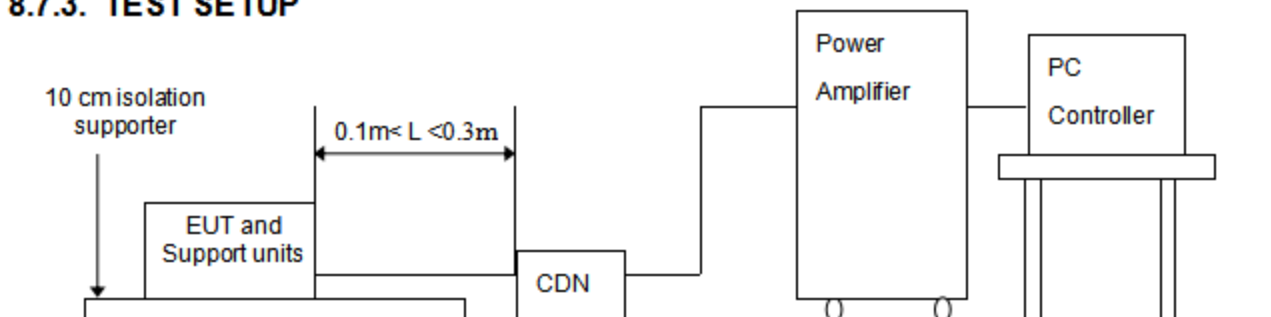 8.7.3. TEST SETUP
10 cm isolation
supporter
0.1m< L <0.3m
EUT and
Support units
CDN
Power
Amplifier
PC
Controller